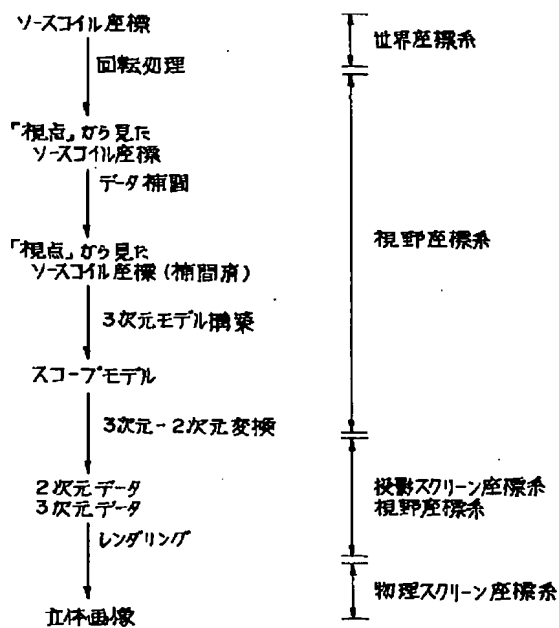 ソースコイル座標
世界座標系
回転処理
「視点」から見た
ソースコイル座標
データ補間
視野座標系
「視点」から見た
ソースコイル座標(補間済)
3次元モデル構築
スコープモデル
3次元-2次元変換
2次元データ
3次元データ
投影スクリーン座標系
視野座標系
レンダリング
物理スクリーン座標系
立体画像